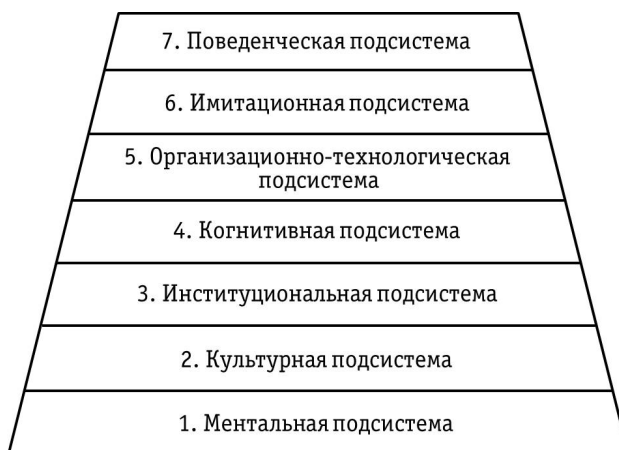 7. Поведенческая подсистема
6. Имитационная подсистема
5. Организационно-технологическая
подсистема
4. Когнитивная подсистема
3. Институциональная подсистема
2. Культурная подсистема
1. Ментальная подсистема